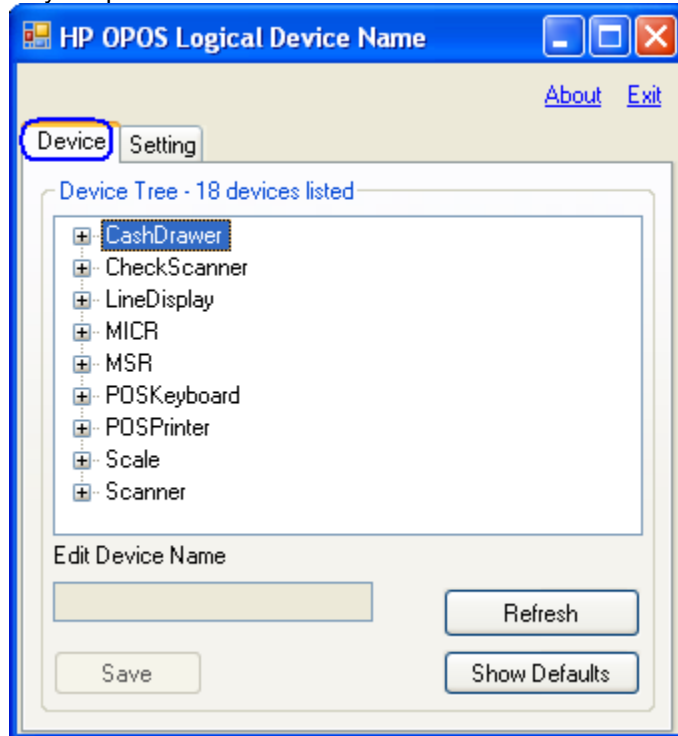 HP OPOS Logical Device Name
About Exit
Device Setting
Device Tree - 18 devices listed
CashDrawer
CheckScanner
LineDisplay
MICR
MSR
POSKeyboard
POSPrinter
Scale
Scanner
Edit Device Name
Refresh
Save Show Defaults